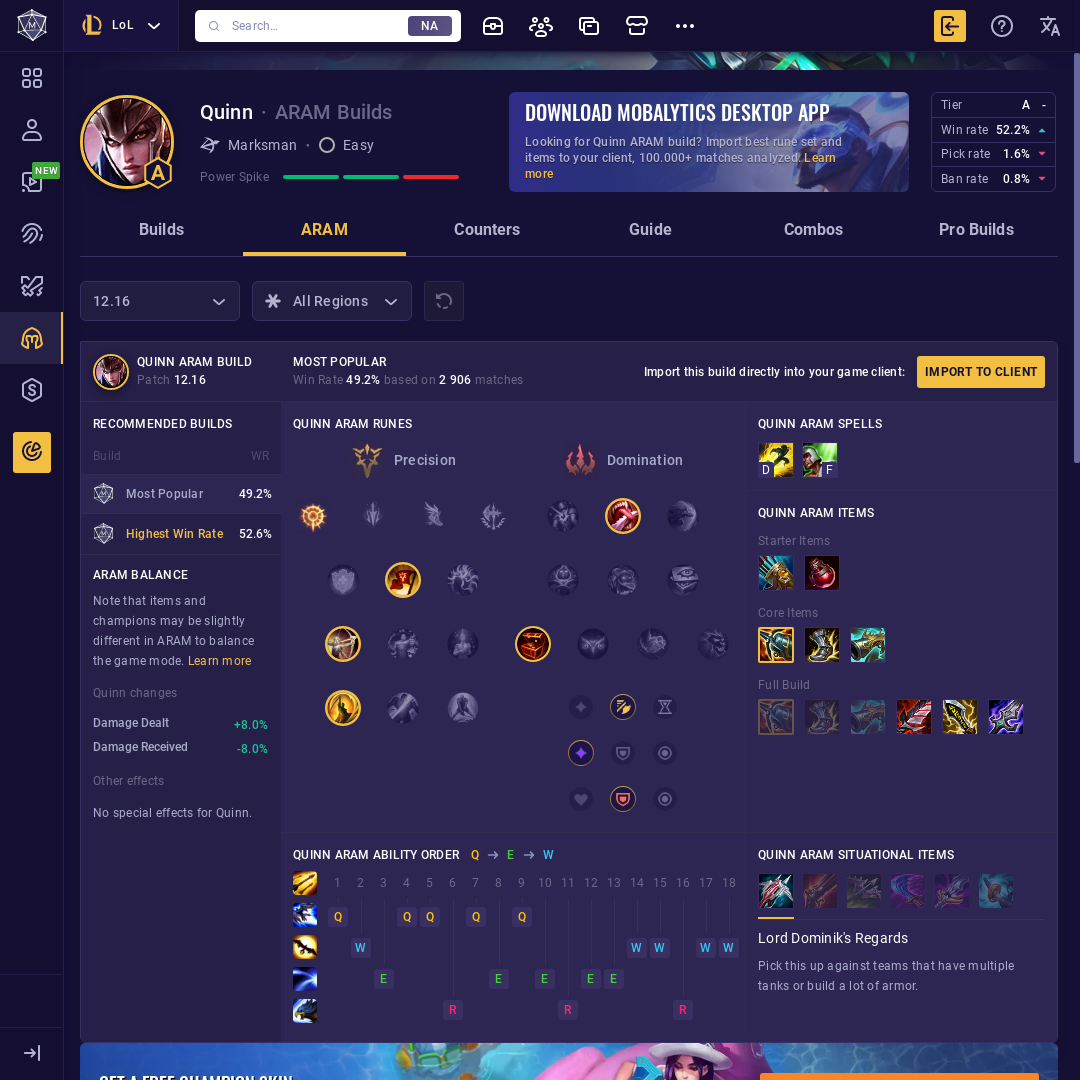 LoL
Search...
NA
NEW
Quinn · ARAM Builds
Marksman · Easy
Power Spike
A
DOWNLOAD MOBALYTICS DESKTOP APP
Looking for Quinn ARAM build? Import best rune set and
items to your client, 100.000+ matches analyzed. Learn
more
Tier A -
Win rate 52.2%
Pick rate 1.6%
Ban rate 0.8%
Builds ARAM Counters Guide Combos Pro Builds
12.16 All Regions
QUINN ARAM BUILD
Patch 12.16
MOST POPULAR
Win Rate 49.2% based on 2 906 matches
Import this build directly into your game client:
IMPORT TO CLIENT
RECOMMENDED BUILDS
Build WR
Most Popular 49.2%
Highest Win Rate 52.6%
ARAM BALANCE
Note that items and
champions may be slightly
different in ARAM to balance
the game mode. Learn more
Quinn changes
Damage Dealt +8.0%
Damage Received -8.0%
Other effects
No special effects for Quinn.
QUINN ARAM RUNES
Precision Domination
QUINN ARAM SPELLS
D F
QUINN ARAM ITEMS
Starter Items
Core Items
Full Build
QUINN ARAM ABILITY ORDER Q E W
1 2 3 4 5 6 7 8 9 10 11 12 13 14 15 16 17 18
Q Q Q Q Q
W W W W W
E E E E E
R R R
QUINN ARAM SITUATIONAL ITEMS
Lord Dominik's Regards
Pick this up against teams that have multiple
tanks or build a lot of armor.
GET A FREE CHAMPION SKIN